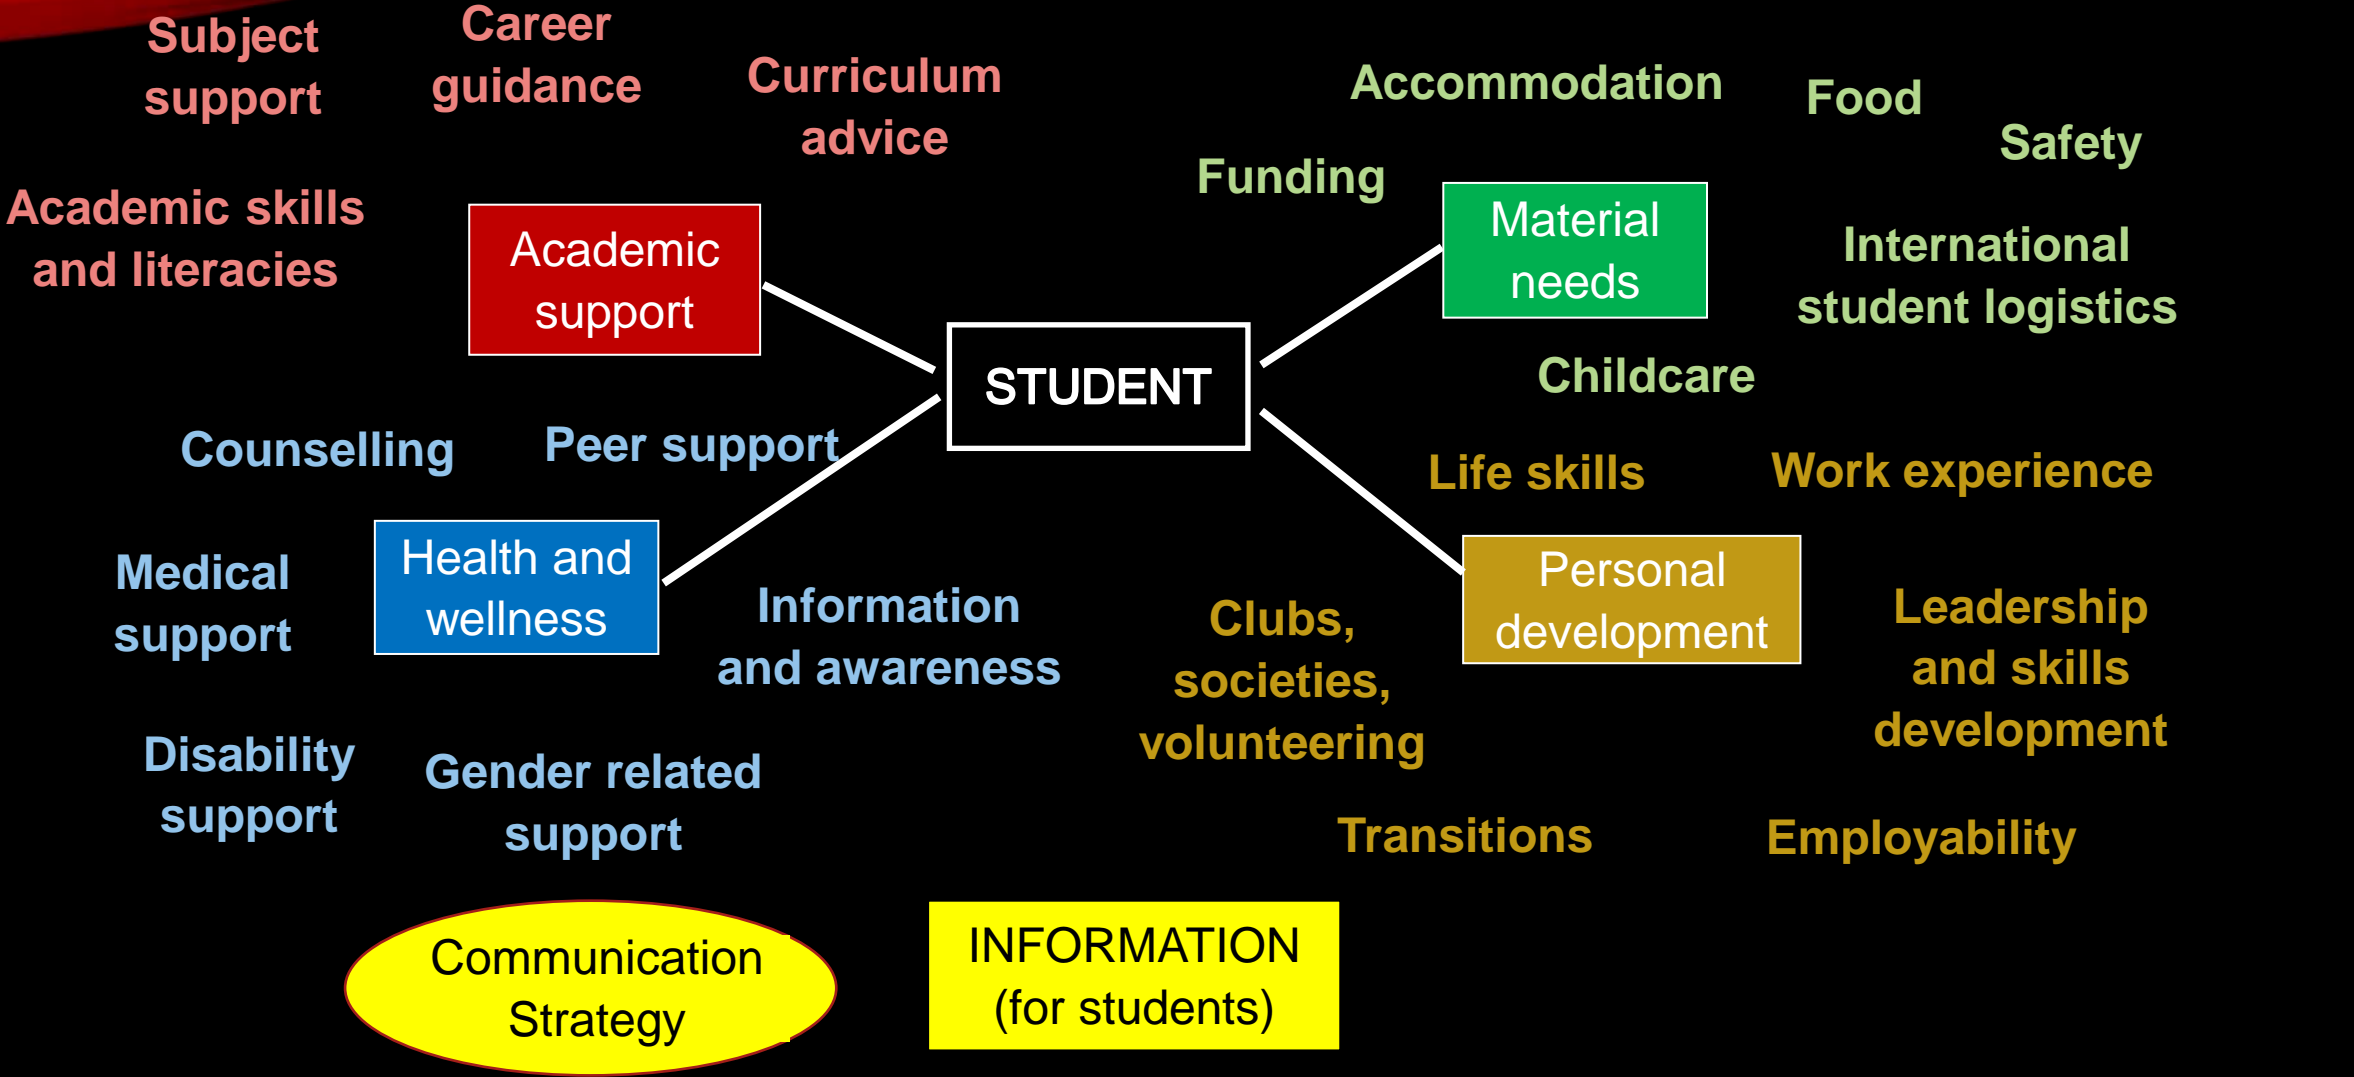 Subject
support
Career
guidance
Curriculum
advice
Academic skills
and literacies
Academic
support
Accommodation
Food
Safety
Funding
Material
needs
International
student logistics
Childcare
STUDENT
Counselling
Peer support
Medical
support
Health and
wellness
Information
and awareness
Disability
support
Gender related
support
Life skills
Work experience
Personal
development
Clubs,
societies,
volunteering
Leadership
and skills
development
Transitions
Employability
Communication
Strategy
INFORMATION
(for students)